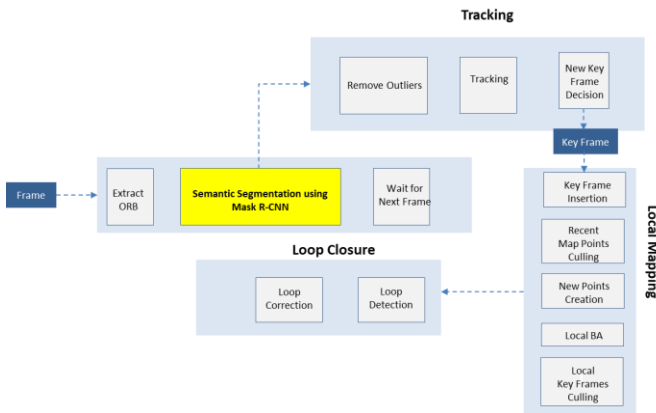 Tracking
Remove Outliers
Tracking
New Key
Frame
Decision
Key Frame
Frame
Extract
ORB
Semantic Segmentation using
Mask R-CNN
Wait for
Next Frame
Key Frame
Insertion
Recent
Map Points
Culling
New Points
Creation
Local BA
Local
Key Frames
Culling
Local Mapping
Loop Closure
Loop
Correction
Loop
Detection